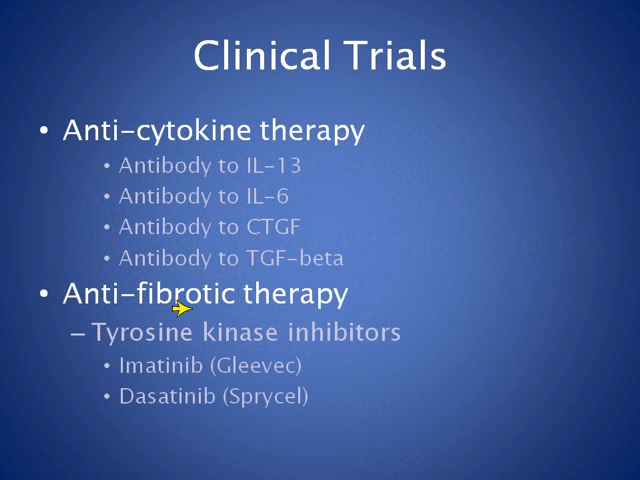 Clinical Trials
• Anti-cytokine therapy
• Antibody to IL-13
• Antibody to IL-6
• Antibody to CTGF
• Antibody to TGF-beta
• Anti-fibrotic therapy
– Tyrosine kinase inhibitors
• Imatinib (Gleevec)
• Dasatinib (Sprycel)